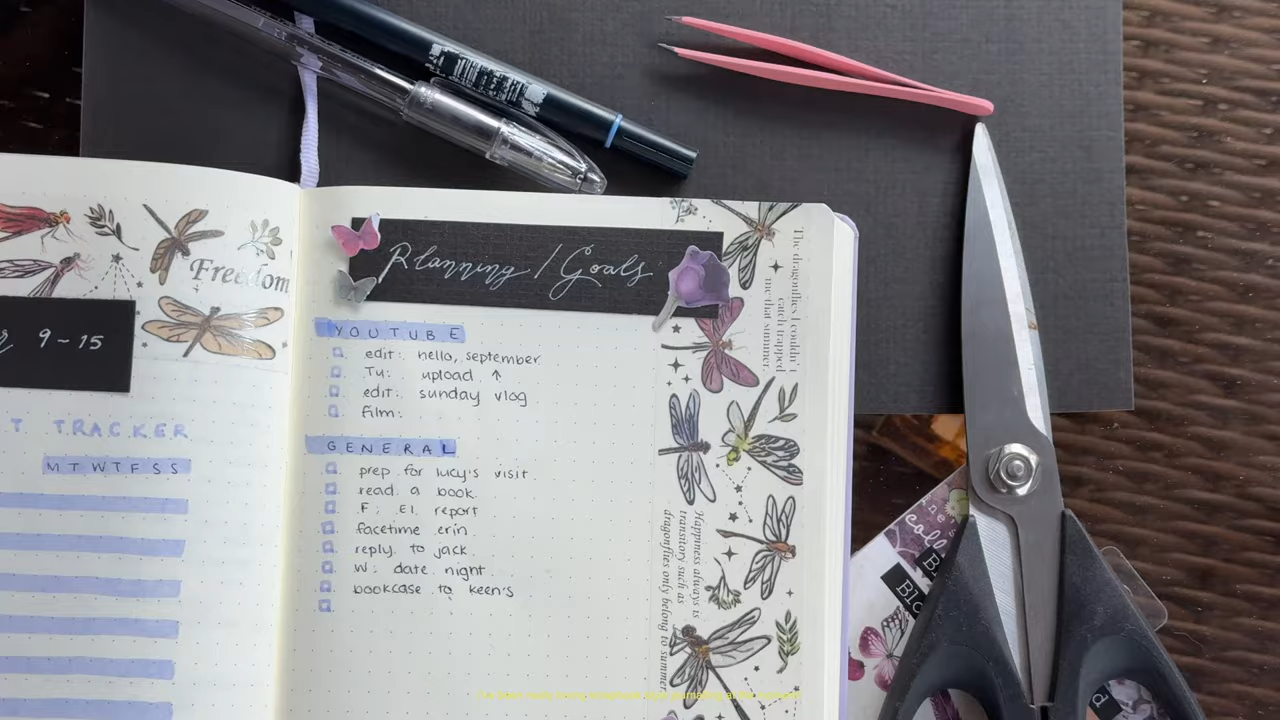 Freedom
9-15
T TRACKER
M T W T F S S
Planning / Goals
YOUTUBE
edit: hello, september
Tu: upload ↑
edit: sunday vlog
film:
GENERAL
prep for lucy's visit
read a book
F: El report
facetime erin
reply to jack
W: date night
bookcase to keen's
The dragonflies I couldn't
catch trapped
me that summer.
Happiness always is
transitory such as
dragonflies only belong to summer